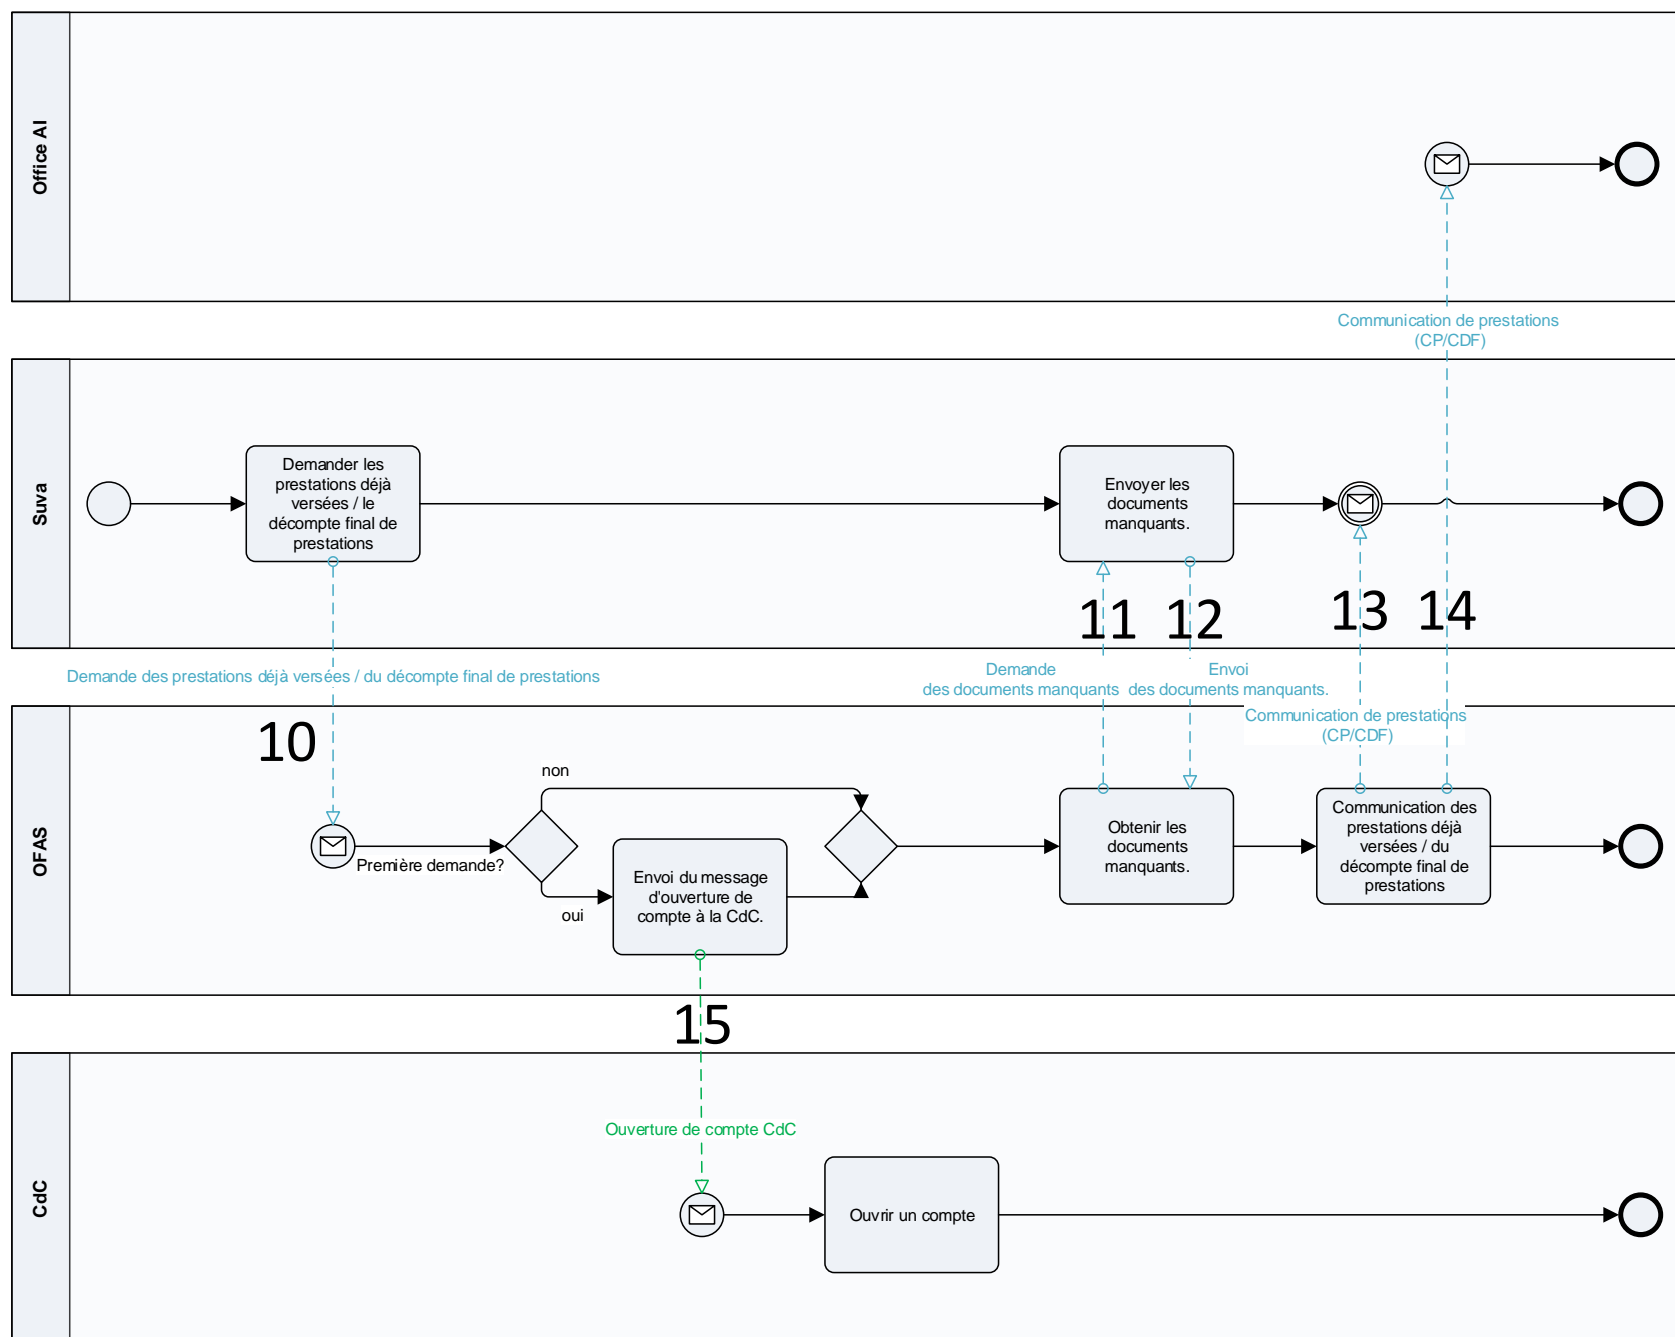 Office AI
Communication de prestations
(CP/CDF)
Suva
Demander les
prestations déjà
versées / le
décompte final de
prestations
Envoyer les
documents
manquants.
11
12
13
14
Demande des prestations déjà versées / du décompte final de prestations
Demande
des documents manquants
Envoi
des documents manquants.
Communication de prestations
(CP/CDF)
10
OFAS
Première demande?
non
oui
Envoi du message
d'ouverture de
compte à la CdC.
Obtenir les
documents
manquants.
Communication des
prestations déjà
versées / du
décompte final de
prestations
15
Ouverture de compte CdC
CdC
Ouvrir un compte